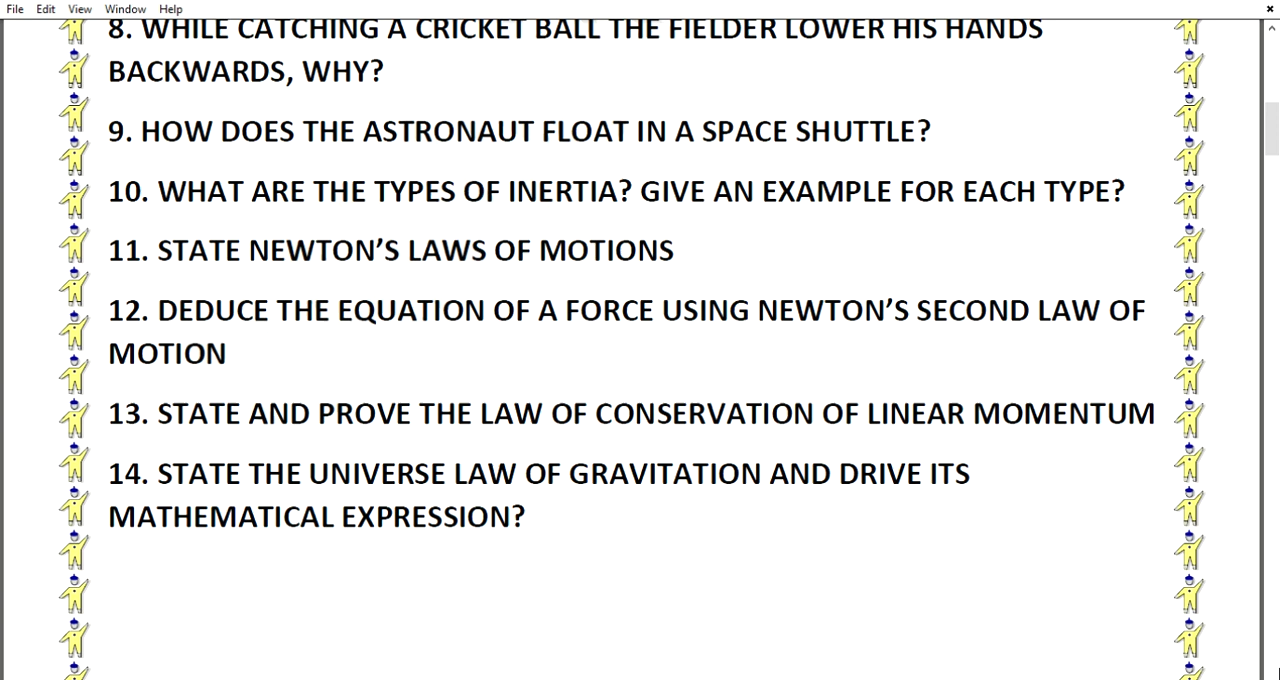 File Edit View Window Help
8. WHILE CATCHING A CRICKET BALL THE FIELDER LOWER HIS HANDS
BACKWARDS, WHY?
9. HOW DOES THE ASTRONAUT FLOAT IN A SPACE SHUTTLE?
10. WHAT ARE THE TYPES OF INERTIA? GIVE AN EXAMPLE FOR EACH TYPE?
11. STATE NEWTON’S LAWS OF MOTIONS
12. DEDUCE THE EQUATION OF A FORCE USING NEWTON’S SECOND LAW OF
MOTION
13. STATE AND PROVE THE LAW OF CONSERVATION OF LINEAR MOMENTUM
14. STATE THE UNIVERSE LAW OF GRAVITATION AND DRIVE ITS
MATHEMATICAL EXPRESSION?